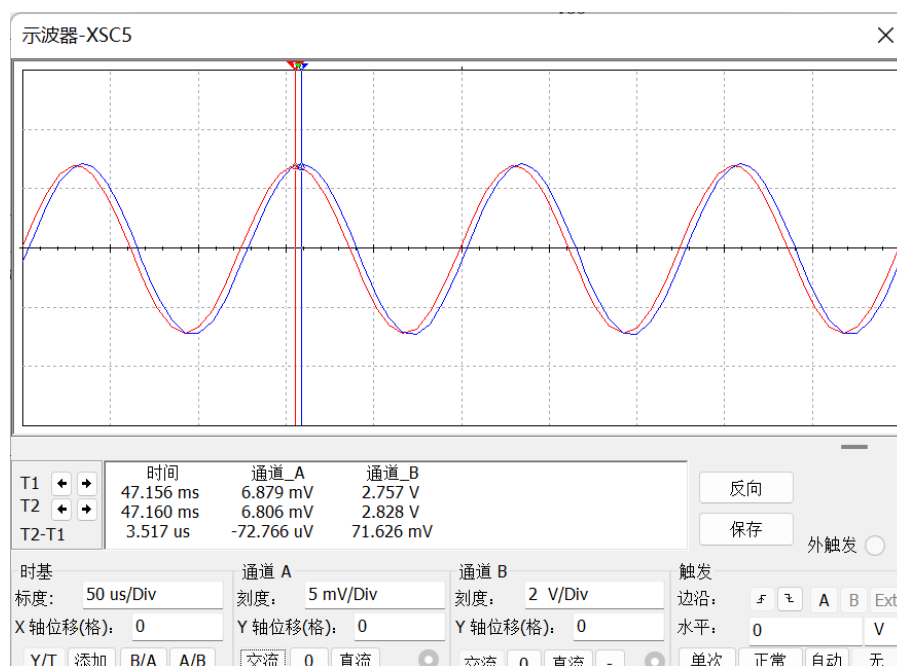 示波器-XSC5
时间 通道_A 通道_B
T1 47.156 ms 6.879 mV 2.757 V
T2 47.160 ms 6.806 mV 2.828 V
T2-T1 3.517 us -72.766 uV 71.626 mV
反向
保存
外触发
时基 通道 A 通道 B 触发
标度: 50 us/Div 刻度: 5 mV/Div 刻度: 2 V/Div 边沿: A B Ext
X 轴位移(格): 0 Y 轴位移(格): 0 Y 轴位移(格): 0 水平: 0 V
Y/T 添加 B/A A/B 交流 0 直流 交流 0 直流 - 单次 正常 自动 无